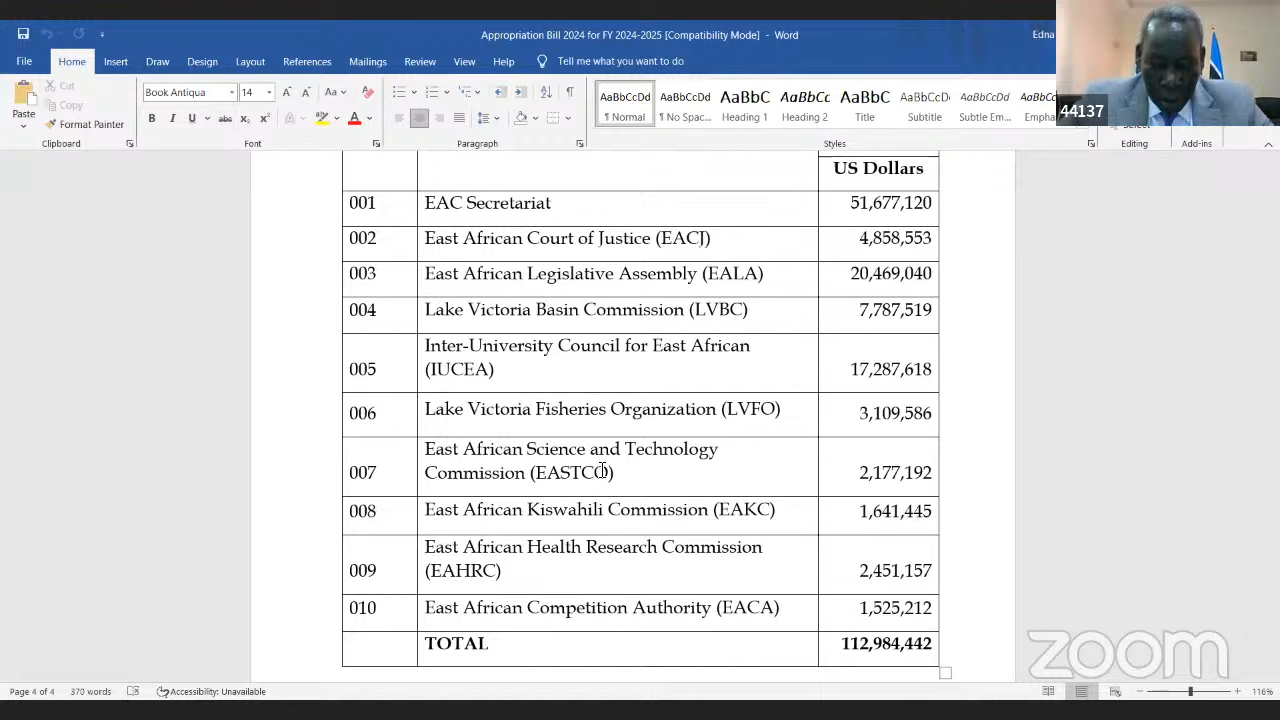 Appropriation Bill 2024 for FY 2024-2025 [Compatibility Mode] - Word
Edna
File Home Insert Draw Design Layout References Mailings Review View Help Tell me what you want to do
Paste
Cut
Copy
Format Painter
Clipboard
Book Antiqua 14
Font
Paragraph
AaBbCcDd AaBbCcDd AaBbC AaBbCc AaBbC AaBbCcDd AaBbCcDd AaBbCcDd
¶ Normal ¶ No Spac... Heading 1 Heading 2 Title Subtitle Subtle Em... Empha
Styles
Editing
Add-ins
44137
US Dollars
001 EAC Secretariat 51,677,120
002 East African Court of Justice (EACJ) 4,858,553
003 East African Legislative Assembly (EALA) 20,469,040
004 Lake Victoria Basin Commission (LVBC) 7,787,519
Inter-University Council for East African
005 (IUCEA) 17,287,618
006 Lake Victoria Fisheries Organization (LVFO) 3,109,586
East African Science and Technology
007 Commission (EASTCO) 2,177,192
008 East African Kiswahili Commission (EAKC) 1,641,445
East African Health Research Commission
009 (EAHRC) 2,451,157
010 East African Competition Authority (EACA) 1,525,212
TOTAL 112,984,442
zoom
Page 4 of 4 370 words Accessibility: Unavailable 116%